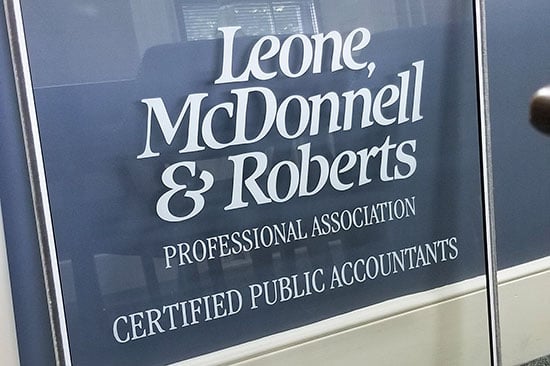 Leone,
McDonnell
& Roberts
PROFESSIONAL ASSOCIATION
CERTIFIED PUBLIC ACCOUNTANTS